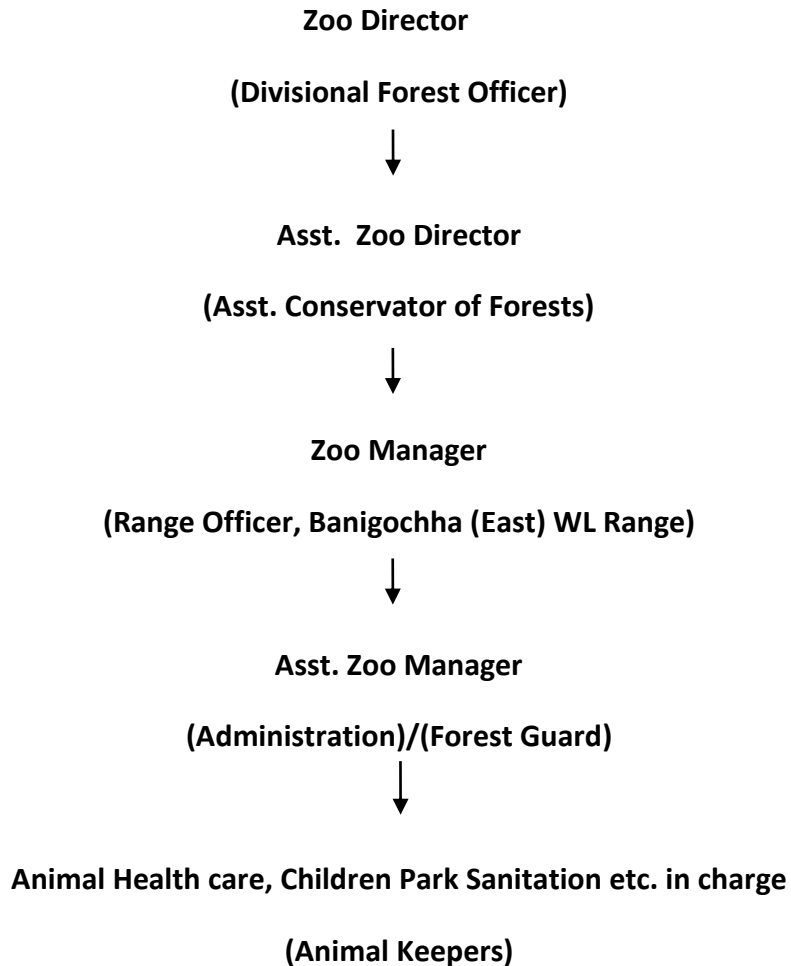 Zoo Director
(Divisional Forest Officer)
Asst. Zoo Director
(Asst. Conservator of Forests)
Zoo Manager
(Range Officer, Banigochha (East) WL Range)
Asst. Zoo Manager
(Administration)/(Forest Guard)
Animal Health care, Children Park Sanitation etc. in charge
(Animal Keepers)